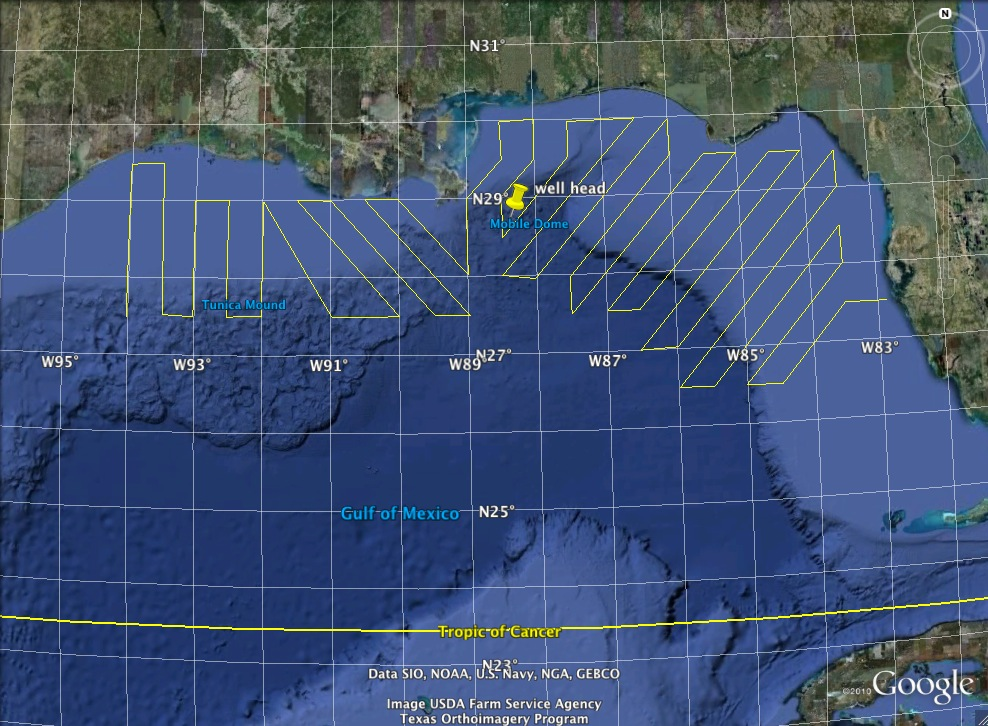 N
N31°
N29°
well head
Mobile Dome
Tunica Mound
W95°
W93°
W91°
W89°
N27°
W87°
W85°
W83°
Gulf of Mexico
N25°
Tropic of Cancer
N23°
Data SIO, NOAA, U.S. Navy, NGA, GEBCO
©2010 Google
Image USDA Farm Service Agency
Texas Orthoimagery Program